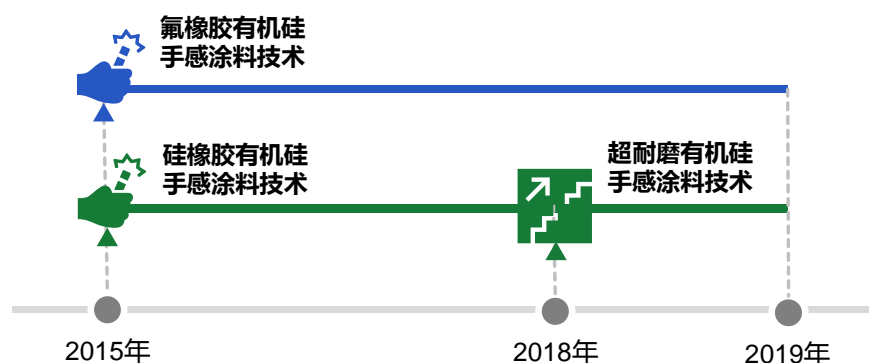 氟橡胶有机硅
手感涂料技术
硅橡胶有机硅
手感涂料技术
超耐磨有机硅
手感涂料技术
2015年
2018年
2019年